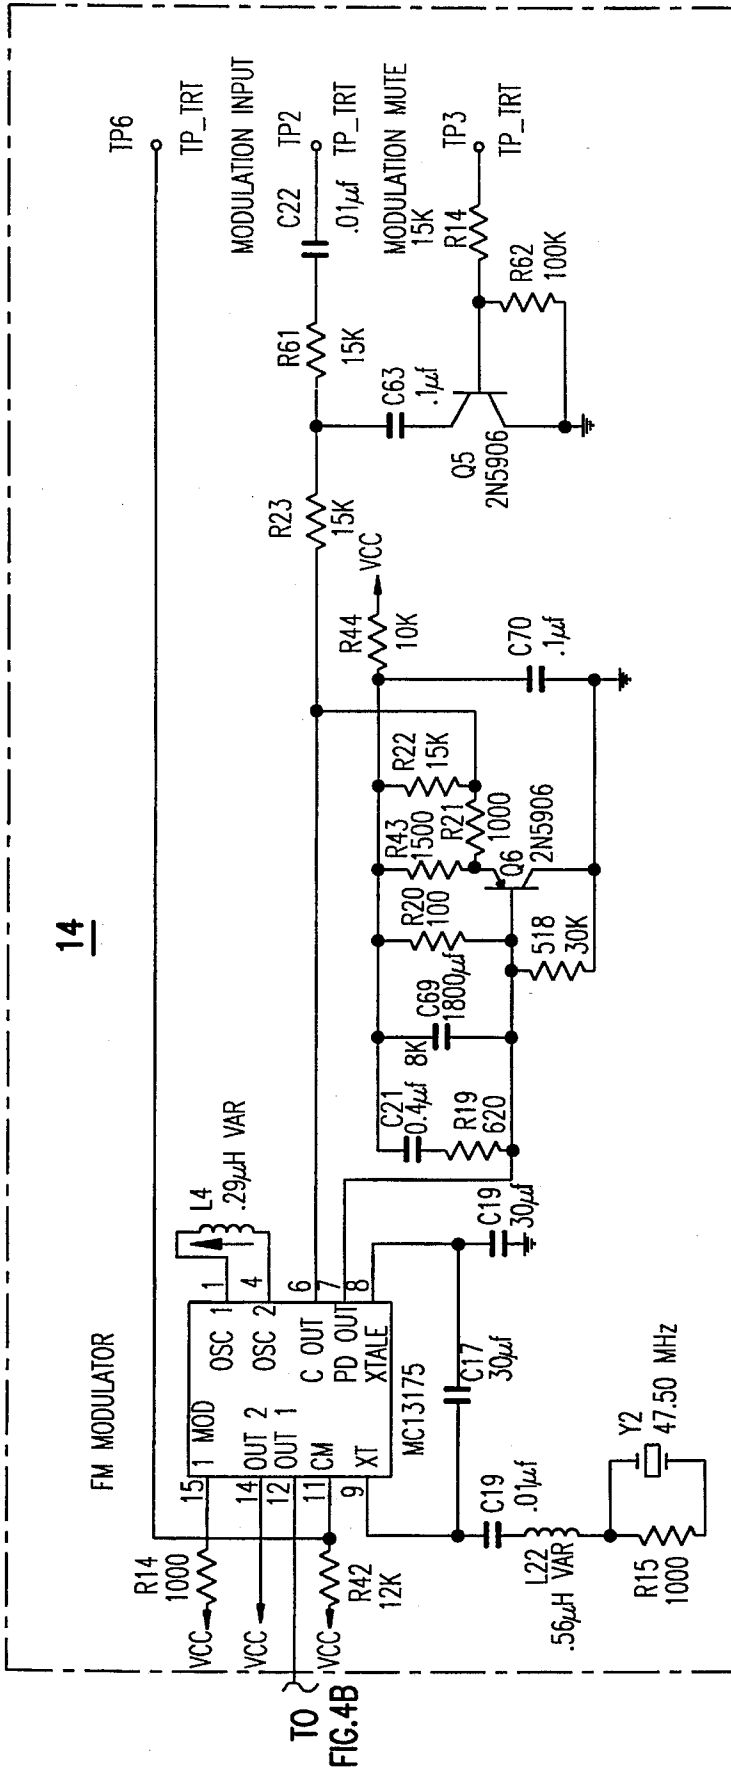 14
FM MODULATOR
TP6
TP_TRT
MODULATION INPUT
TP2
TP_TRT
C22
.01µf
R61
15K
MODULATION MUTE
TP3
TP_TRT
15K
R14
R62
100K
C63
.1µf
Q5
2N5906
R23
15K
VCC
R44
10K
C70
.1µf
R22
15K
R43
1500
R21
1000
Q6
2N5906
R20
100
518
30K
C69
1800µf
8K
C21
0.4µf
R19
620
L4
.29µH VAR
1
4
6
7
8
OSC 1
OSC 2
C OUT
PD OUT
XTALE
1 MOD
OUT 2
OUT 1
CM
XT
15
14
12
11
9
MC13175
C19
30µf
C17
30µf
C19
.01µf
L22
.56µH VAR
Y2
47.50 MHz
R15
1000
R14
1000
VCC
VCC
R42
12K
VCC
TO
FIG.4B